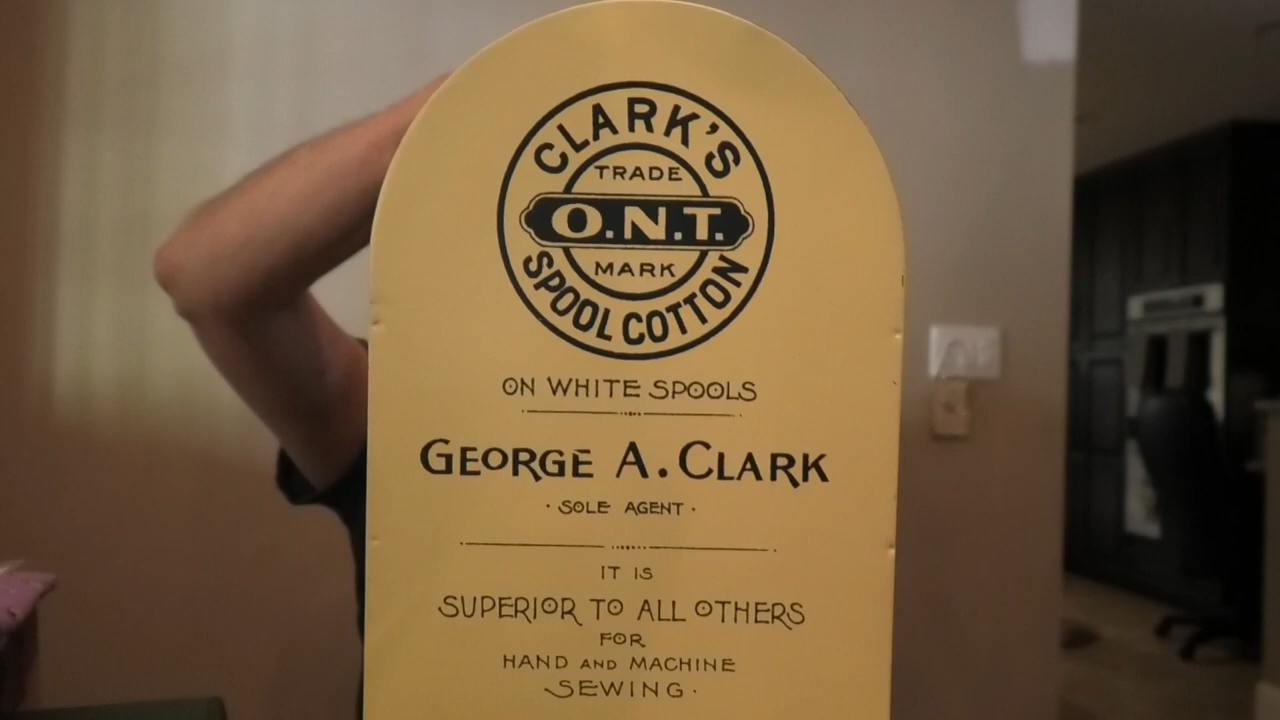 CLARK'S
TRADE
O.N.T.
MARK
SPOOL COTTON
ON WHITE SPOOLS
GEORGE A. CLARK
· SOLE AGENT ·
IT IS
SUPERIOR TO ALL OTHERS
FOR
HAND AND MACHINE
SEWING.